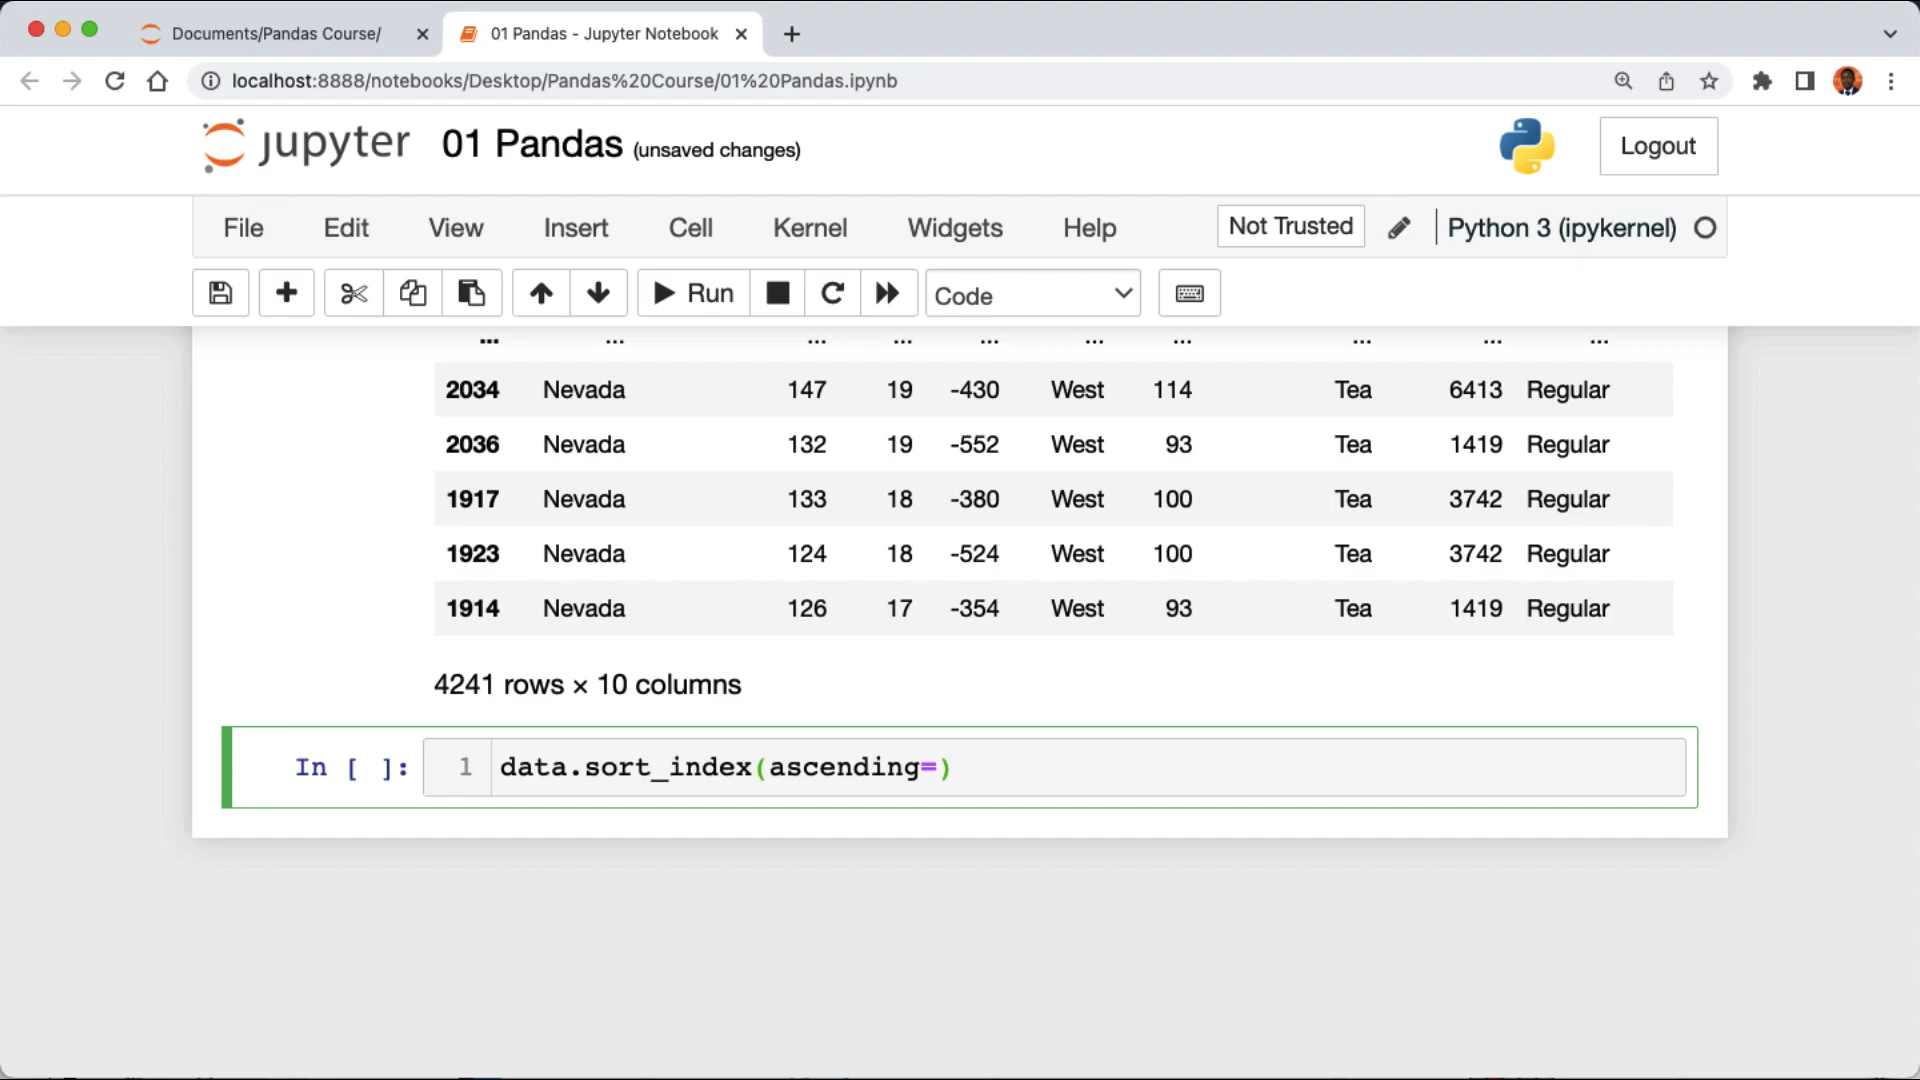 Documents/Pandas Course/
01 Pandas - Jupyter Notebook
localhost:8888/notebooks/Desktop/Pandas%20Course/01%20Pandas.ipynb
jupyter 01 Pandas (unsaved changes)
Logout
File Edit View Insert Cell Kernel Widgets Help Not Trusted Python 3 (ipykernel)
Run Code
... ... ... ... ... ... ... ... ... ...
2034 Nevada 147 19 -430 West 114 Tea 6413 Regular
2036 Nevada 132 19 -552 West 93 Tea 1419 Regular
1917 Nevada 133 18 -380 West 100 Tea 3742 Regular
1923 Nevada 124 18 -524 West 100 Tea 3742 Regular
1914 Nevada 126 17 -354 West 93 Tea 1419 Regular
4241 rows × 10 columns
In [ ]: 1 data.sort_index(ascending=)